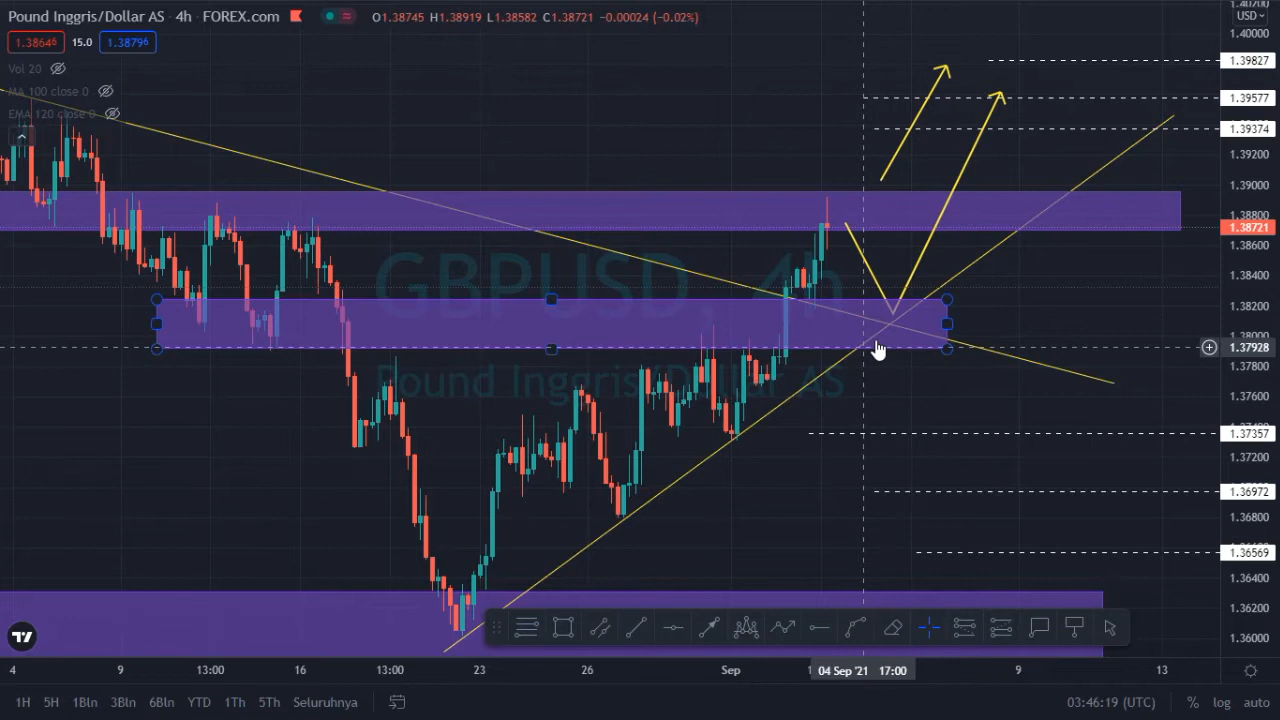 Pound Inggris/Dollar AS · 4h · FOREX.com O1.38745 H1.38919 L1.38582 C1.38721 −0.00024 (−0.02%)
1.38646 15.0 1.38796
Vol 20
MA 100 close 0
EMA 120 close 0
GBPUSD, 4h
Pound Inggris/Dollar AS
USD
1.40000
1.39827
1.39577
1.39374
1.39200
1.39000
1.38800
1.38721
1.38600
1.38400
1.38200
1.38000
1.37928
1.37800
1.37600
1.37357
1.37200
1.36972
1.36800
1.36569
1.36400
1.36200
1.36000
4 9 13:00 16 13:00 23 26 Sep 04 Sep '21 17:00 9 13
1H 5H 1Bln 3Bln 6Bln YTD 1Th 5Th Seluruhnya 03:46:19 (UTC) % log auto